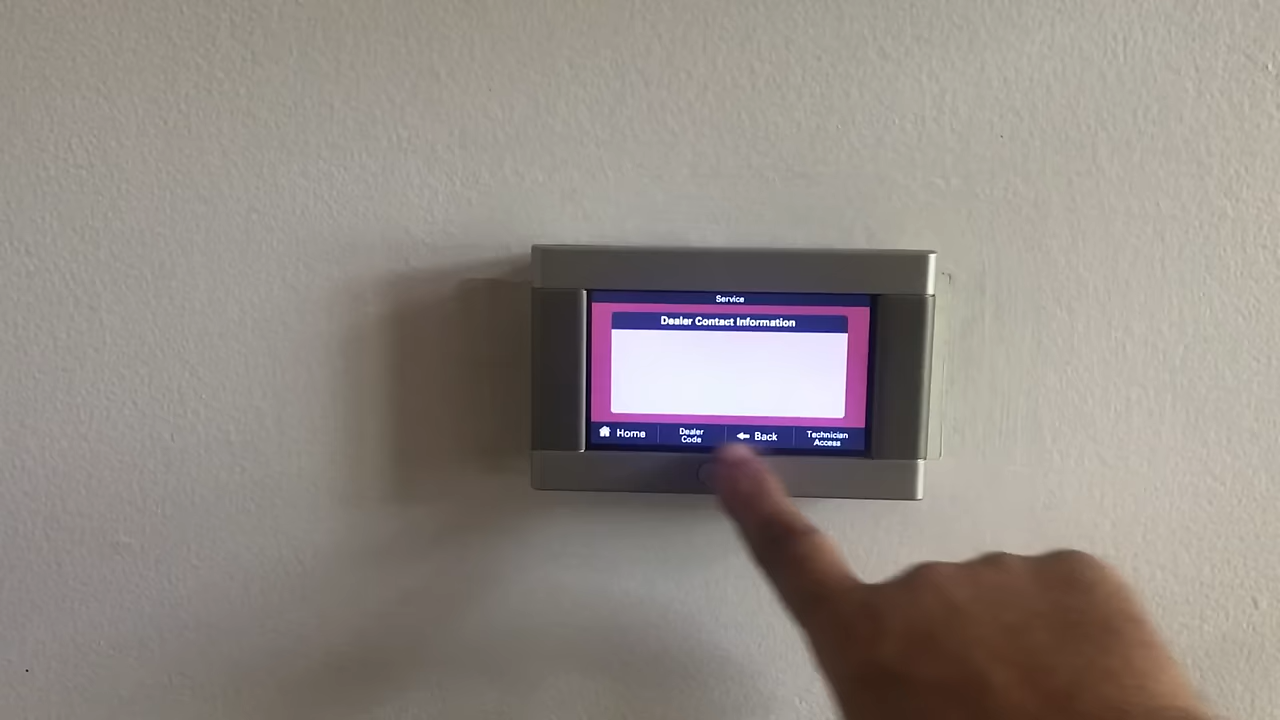 Service
Dealer Contact Information
Home
Dealer
Code
Back
Technician
Access